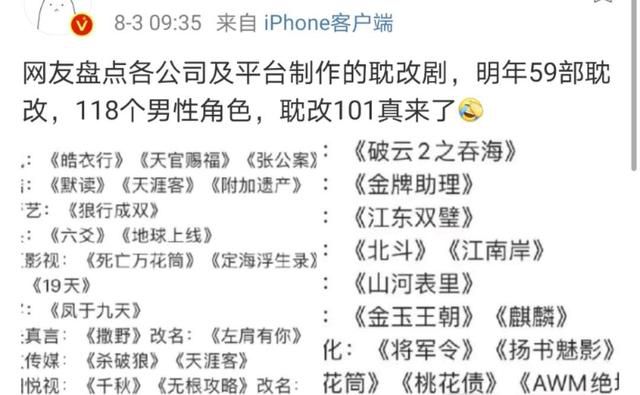 8-3 09:35 来自 iPhone客户端
网友盘点各公司及平台制作的耽改剧，明年59部耽
改，118个男性角色，耽改101真来了🤣
：《皓衣行》《天官赐福》《张公案》
：《默读》《天涯客》《附加遗产》
艺：《狼行成双》
：《六爻》《地球上线》
影视：《死亡万花筒》《定海浮生录》
《19天》
：《凤于九天》
真言：《撒野》改名：《左肩有你》
传媒：《杀破狼》《天涯客》
悦视：《千秋》《无根攻略》改名：
：《破云2之吞海》
：《金牌助理》
：《江东双璧》
：《北斗》《江南岸》
：《山河表里》
：《金玉王朝》《麒麟》
化：《将军令》《扬书魅影》
花筒》《桃花债》《AWM绝